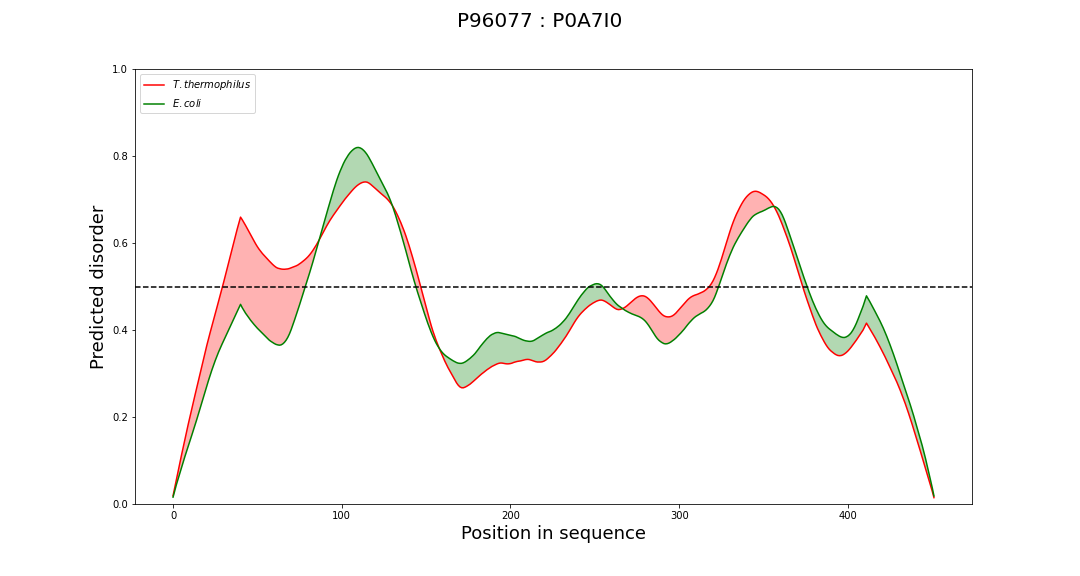 P96077 : P0A7I0
1.0
T. thermophilus
E. coli
0.8
0.6
0.4
0.2
0.0
Predicted disorder
0 100 200 300 400
Position in sequence